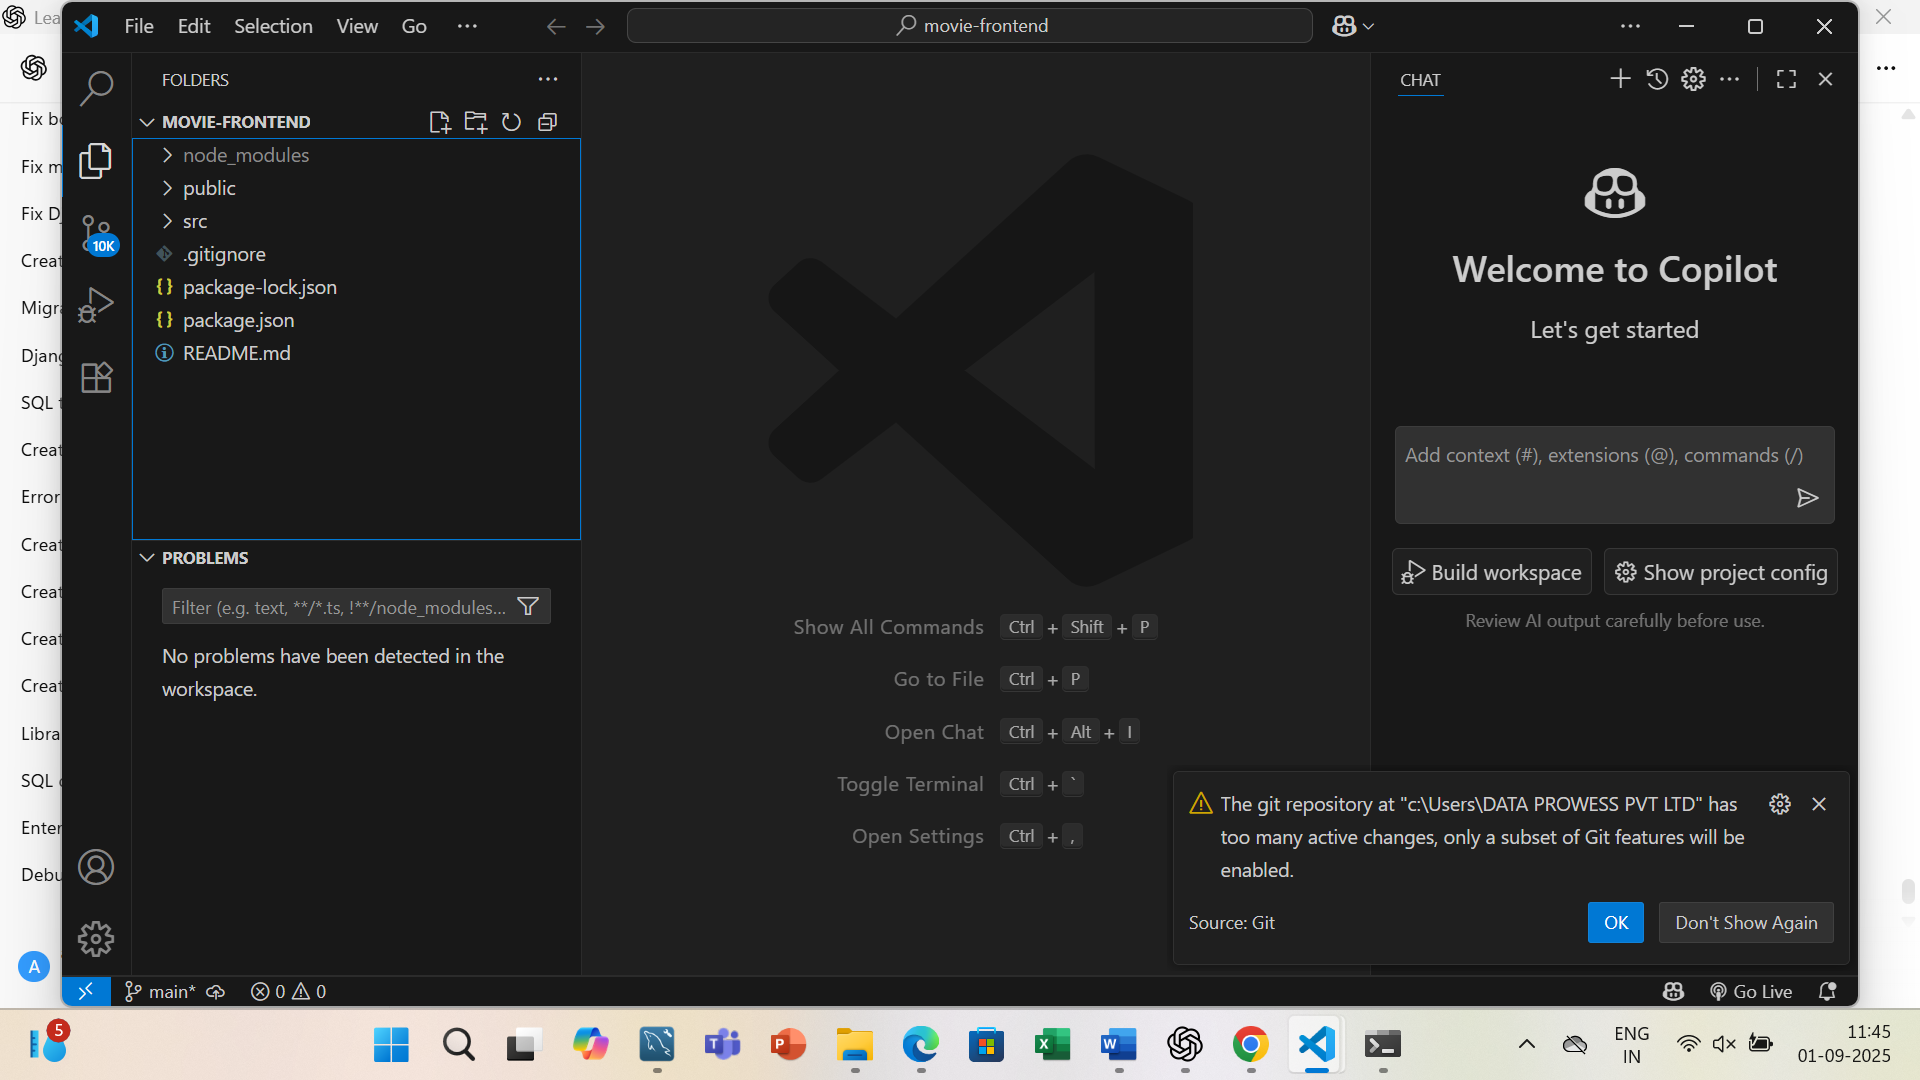 Lea
File Edit Selection View Go ···
movie-frontend
FOLDERS
MOVIE-FRONTEND
node_modules
public
src
.gitignore
package-lock.json
package.json
README.md
10K
PROBLEMS
Filter (e.g. text, **/*.ts, !**/node_modules...
No problems have been detected in the
workspace.
Show All Commands Ctrl + Shift + P
Go to File Ctrl + P
Open Chat Ctrl + Alt + I
Toggle Terminal Ctrl + `
Open Settings Ctrl + ,
CHAT
Welcome to Copilot
Let's get started
Add context (#), extensions (@), commands (/)
Build workspace
Show project config
Review AI output carefully before use.
The git repository at "c:\Users\DATA PROWESS PVT LTD" has
too many active changes, only a subset of Git features will be
enabled.
Source: Git
OK
Don't Show Again
main*
0 0
Go Live
Fix bo
Fix m
Fix D
Creat
Migra
Djang
SQL
Creat
Error
Creat
Creat
Creat
Creat
Libra
SQL
Enter
Debu
A
5
ENG
IN
11:45
01-09-2025